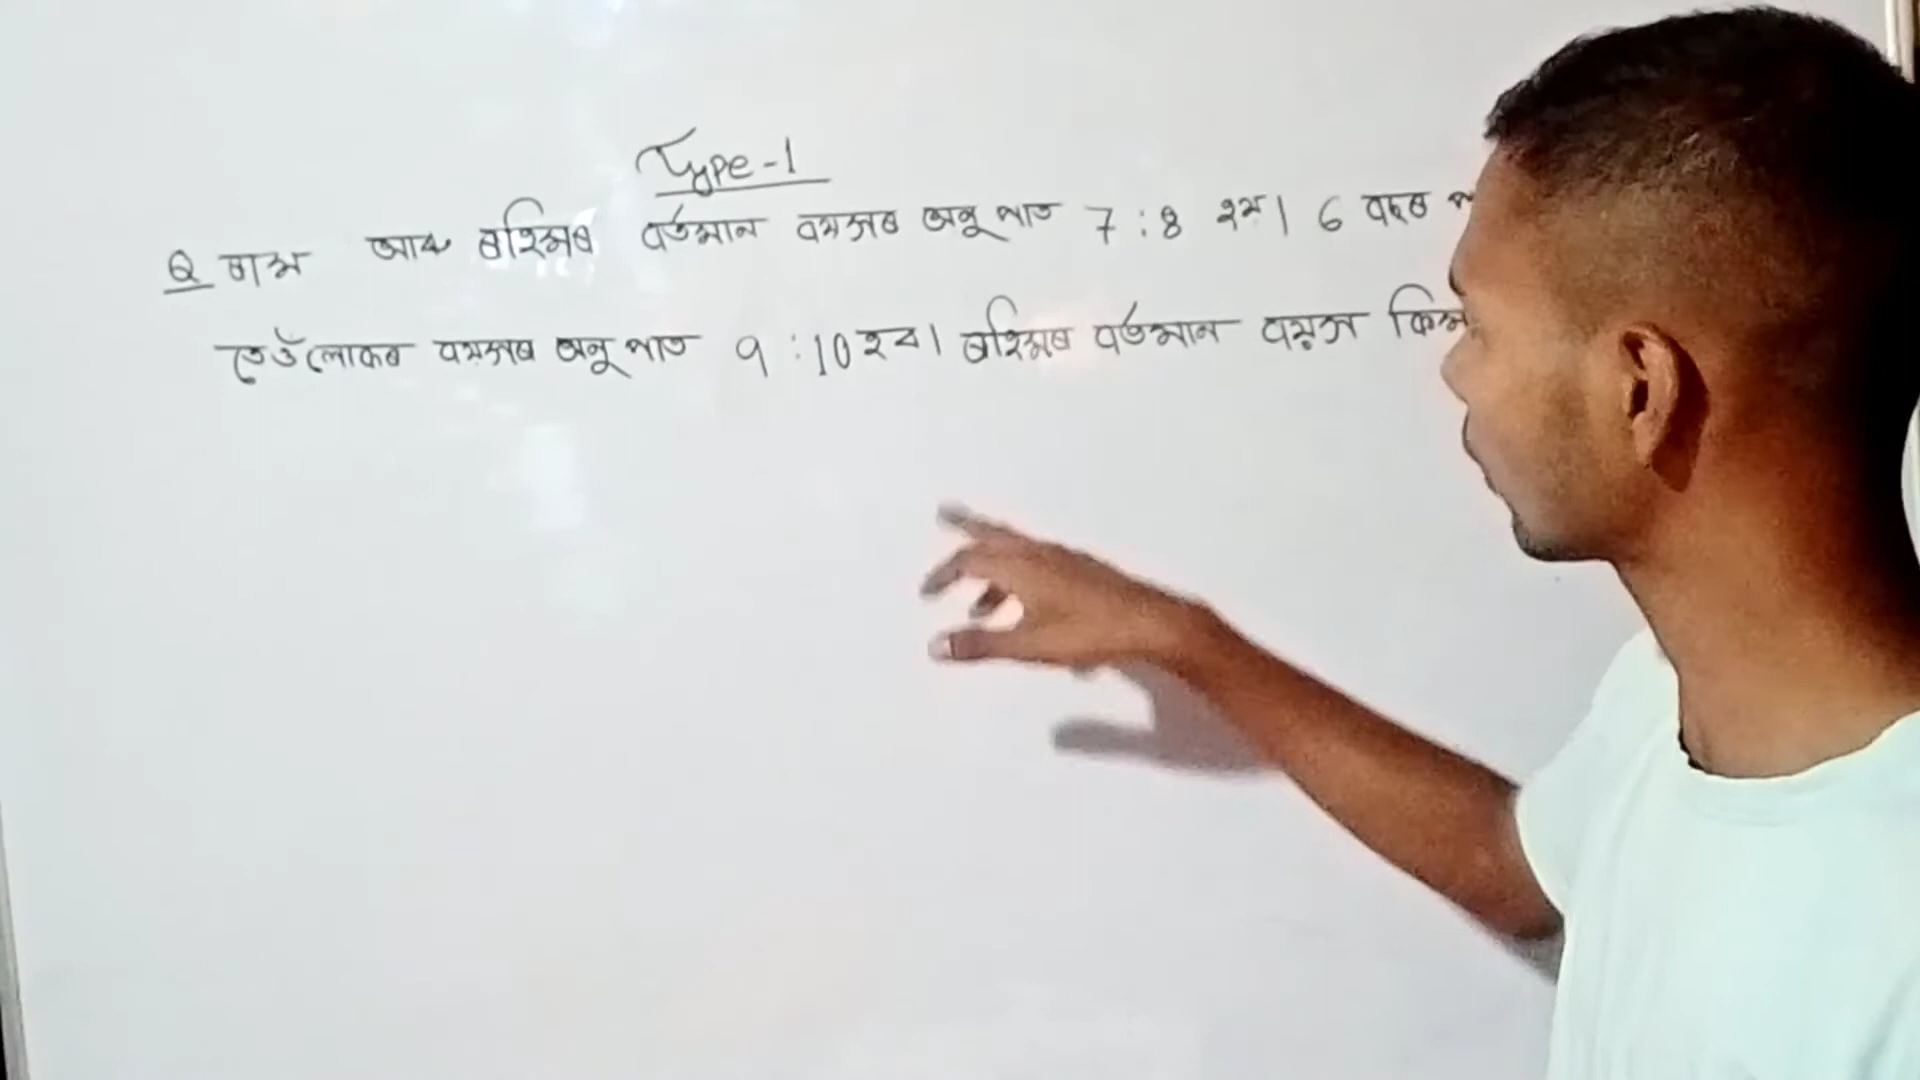 Type-1
Q ৰাম আৰু ৰহিমৰ বৰ্তমান বয়সৰ অনুপাত 7:8 হয়। 6 বছৰ
তেওঁলোকৰ বয়সৰ অনুপাত 9:10 হব। ৰহিমৰ বৰ্তমান বয়স